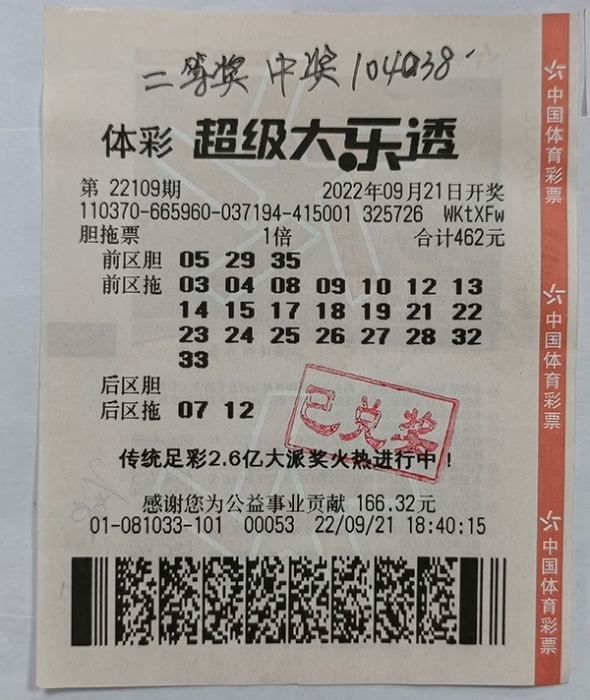 二等奖 中奖104038
体彩 超级大乐透
第 22109期 2022年09月21日开奖
110370-665960-037194-415001 325726 WKtXFw
胆拖票 1倍 合计462元
前区胆 05 29 35
前区拖 03 04 08 09 10 12 13
14 15 17 18 19 21 22
23 24 25 26 27 28 32
33
后区胆
后区拖 07 12
已兑奖
传统足彩2.6亿大派奖火热进行中！
感谢您为公益事业贡献 166.32元
01-081033-101 00053 22/09/21 18:40:15
中国体育彩票
中国体育彩票
中国体育彩票